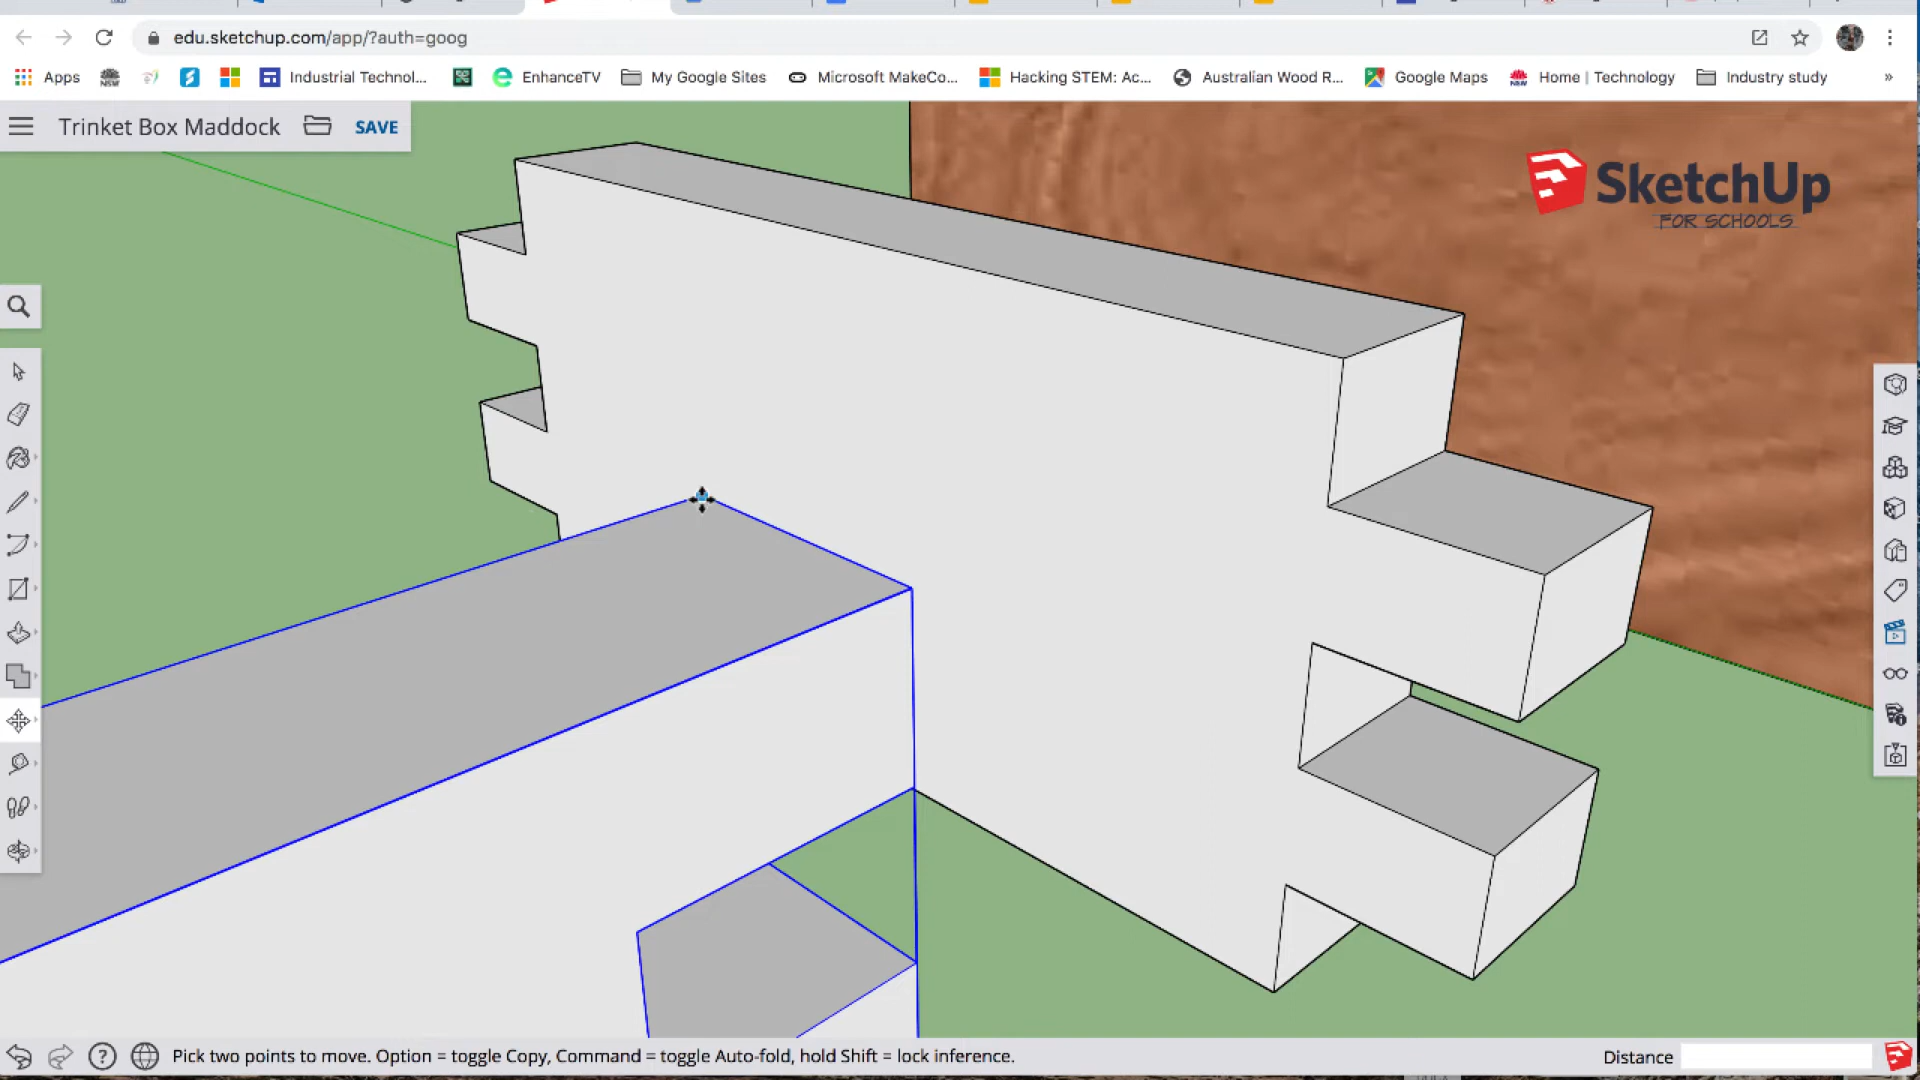 edu.sketchup.com/app/?auth=goog
Apps
Industrial Technol...
EnhanceTV
My Google Sites
Microsoft MakeCo...
Hacking STEM: Ac...
Australian Wood R...
Google Maps
Home | Technology
Industry study
»
Trinket Box Maddock
SAVE
SketchUp
FOR SCHOOLS
Pick two points to move. Option = toggle Copy, Command = toggle Auto-fold, hold Shift = lock inference.
Distance